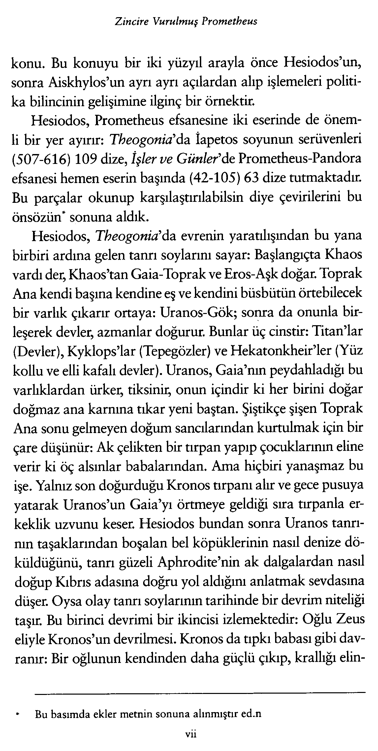 Zincire Vurulmuş Prometheus
konu. Bu konuyu bir iki yüzyıl arayla önce Hesiodos'un,
sonra Aiskhylos'un ayrı ayrı açılardan alıp işlemeleri politi-
ka bilincinin gelişimine ilginç bir örnektir.
Hesiodos, Prometheus efsanesine iki eserinde de önem-
li bir yer ayırır: Theogonia'da İapetos soyunun serüvenleri
(507-616) 109 dize, İşler ve Günler'de Prometheus-Pandora
efsanesi hemen eserin başında (42-105) 63 dize tutmaktadır.
Bu parçalar okunup karşılaştırılabilsin diye çevirilerini bu
önsözün* sonuna aldık.
Hesiodos, Theogonia'da evrenin yaratılışından bu yana
birbiri ardına gelen tanrı soylarını sayar: Başlangıçta Khaos
vardı der, Khaos'tan Gaia-Toprak ve Eros-Aşk doğar. Toprak
Ana kendi başına kendine eş ve kendini büsbütün örtebilecek
bir varlık çıkarır ortaya: Uranos-Gök; sonra da onunla bir-
leşerek devler, azmanlar doğurur. Bunlar üç cinstir: Titan'lar
(Devler), Kyklops'lar (Tepegözler) ve Hekatonkheir'ler (Yüz
kollu ve elli kafalı devler). Uranos, Gaia'nın peydahladığı bu
varlıklardan ürker, tiksinir, onun içindir ki her birini doğar
doğmaz ana karnına tıkar yeni baştan. Şiştikçe şişen Toprak
Ana sonu gelmeyen doğum sancılarından kurtulmak için bir
çare düşünür: Ak çelikten bir tırpan yapıp çocuklarının eline
verir ki öç alsınlar babalarından. Ama hiçbiri yanaşmaz bu
işe. Yalnız son doğurduğu Kronos tırpanı alır ve gece pusuya
yatarak Uranos'un Gaia'yı örtmeye geldiği sıra tırpanla er-
keklik uzvunu keser. Hesiodos bundan sonra Uranos tanrı-
nın taşaklarından boşalan bel köpüklerinin nasıl denize dö-
küldüğünü, tanrı güzeli Aphrodite'nin ak dalgalardan nasıl
doğup Kıbrıs adasına doğru yol aldığını anlatmak sevdasına
düşer. Oysa olay tanrı soylarının tarihinde bir devrim niteliği
taşır. Bu birinci devrimi bir ikincisi izlemektedir: Oğlu Zeus
eliyle Kronos'un devrilmesi. Kronos da tıpkı babası gibi dav-
ranır: Bir oğlunun kendinden daha güçlü çıkıp, krallığı elin-
* Bu basımda ekler metnin sonuna alınmıştır ed.n
vii